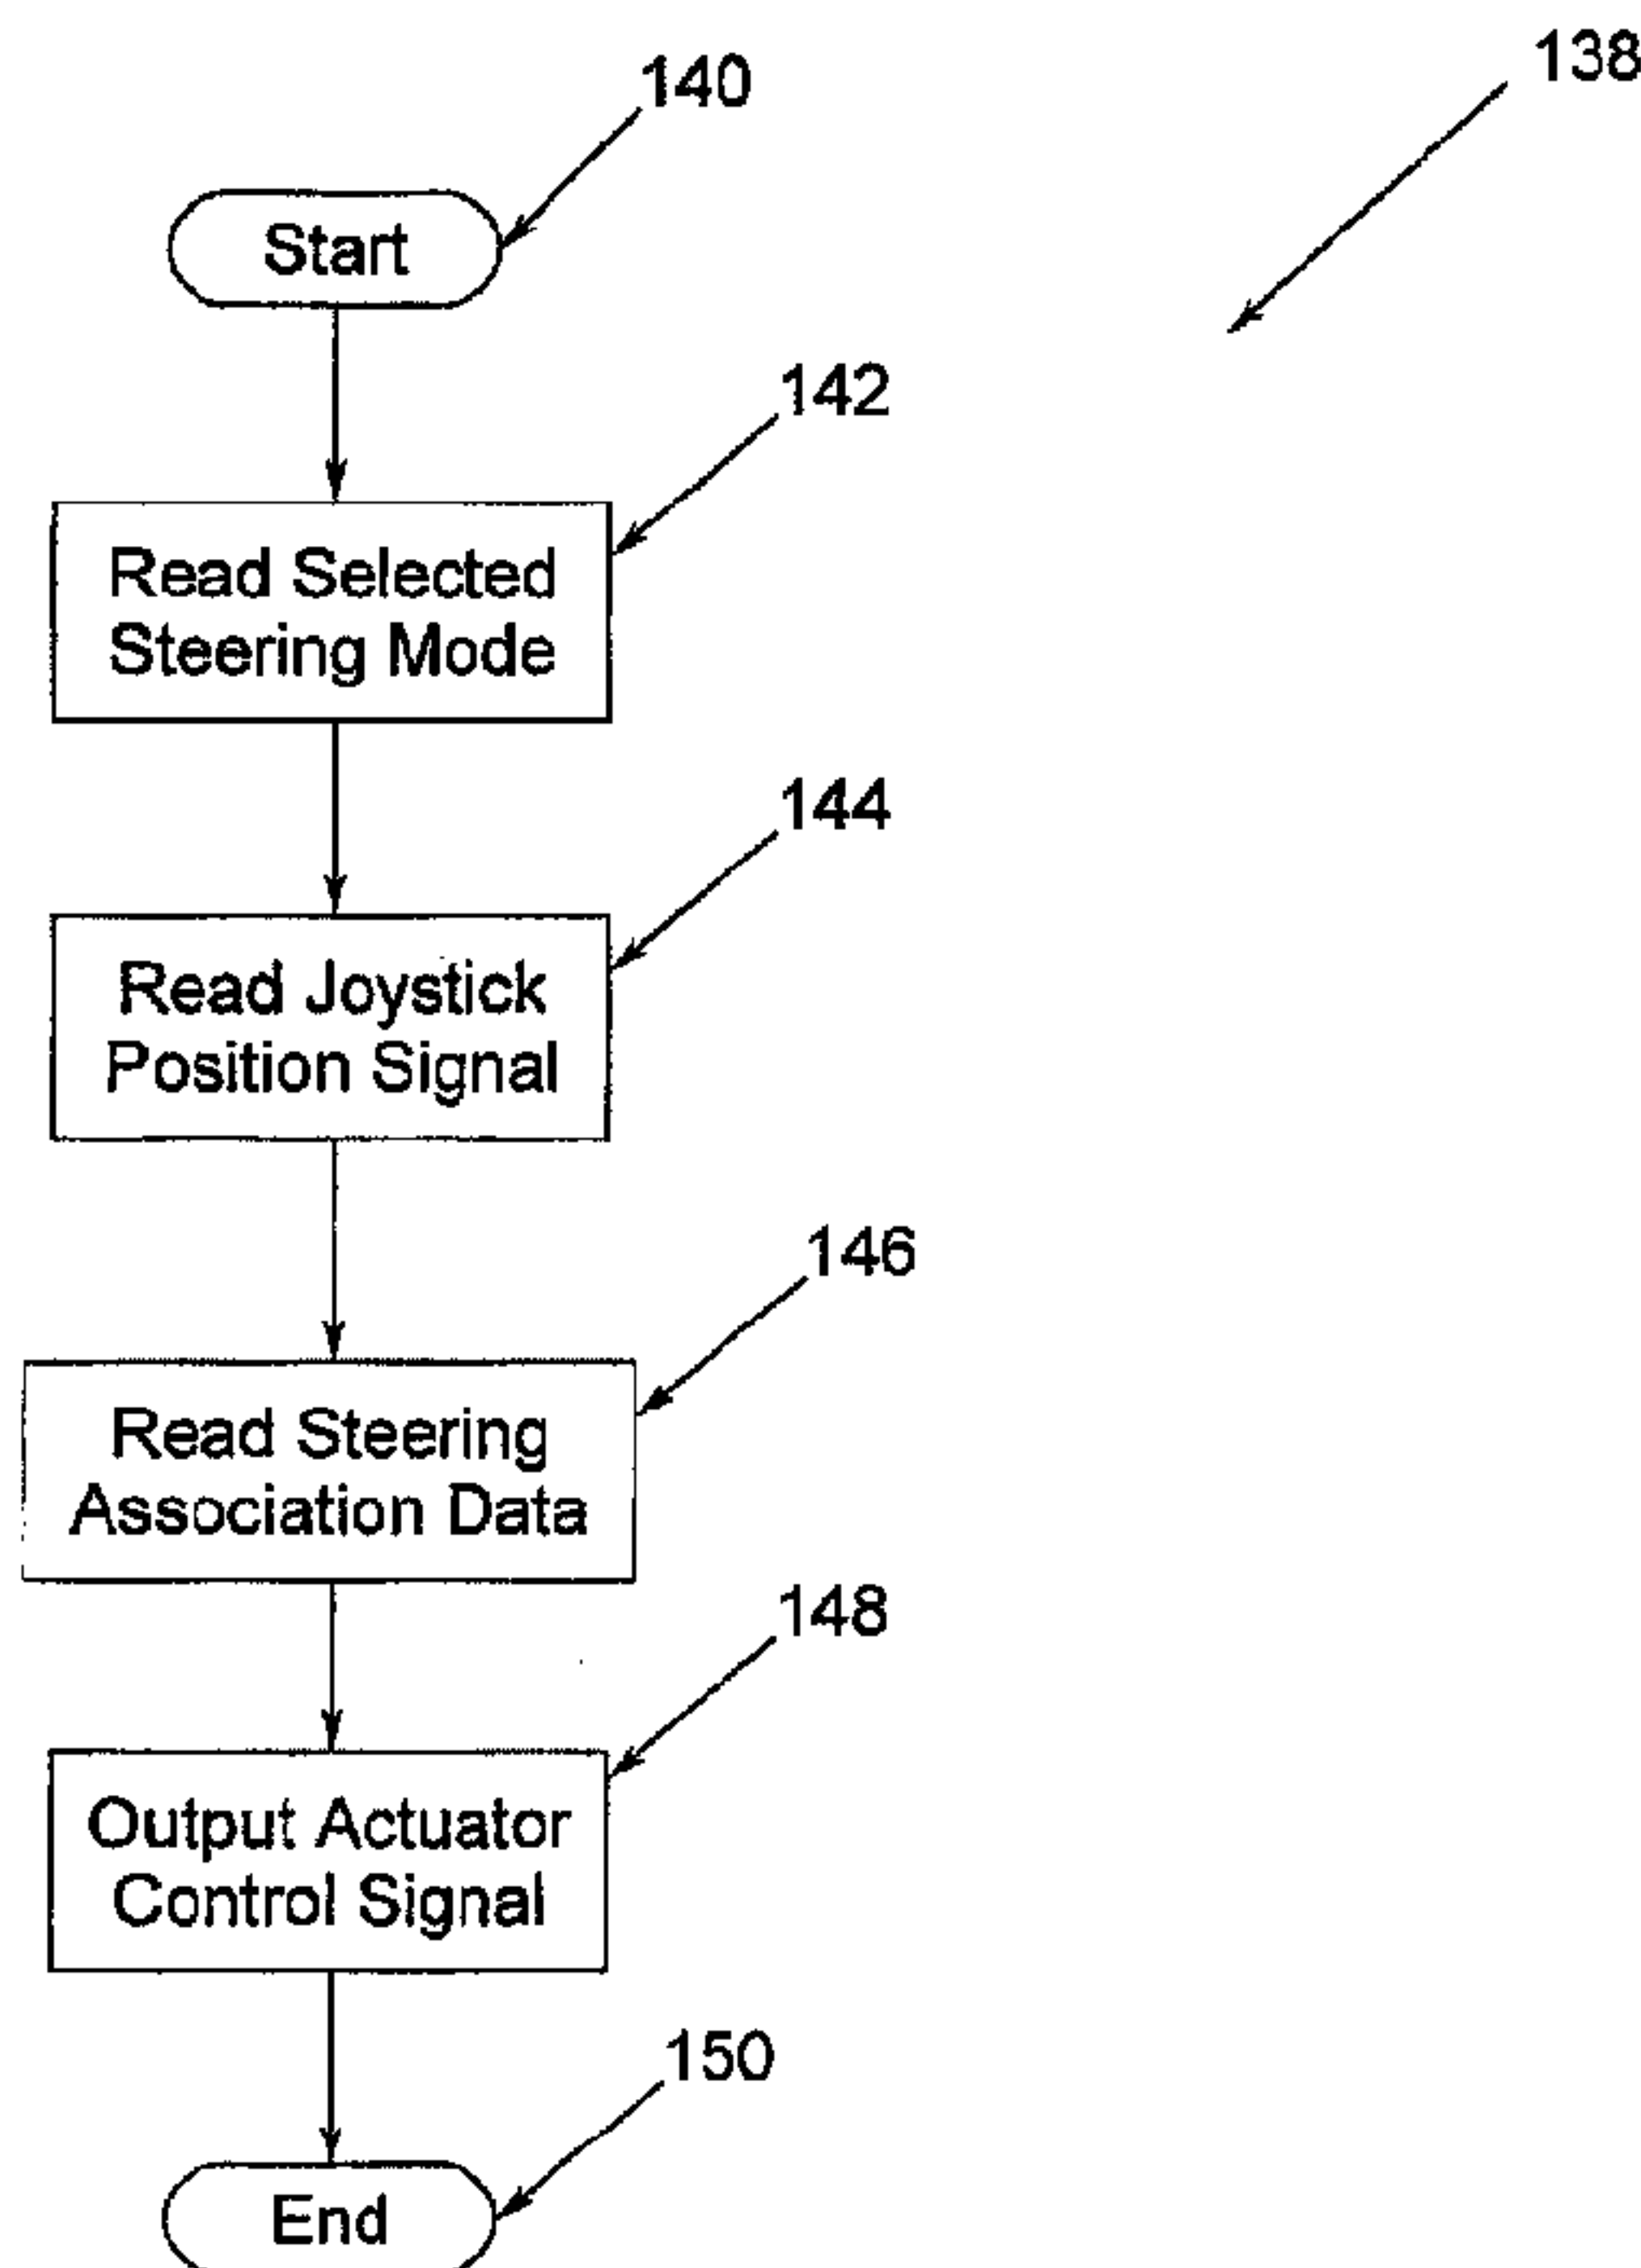 138
140
Start
142
Read Selected
Steering Mode
144
Read Joystick
Position Signal
146
Read Steering
Association Data
148
Output Actuator
Control Signal
150
End